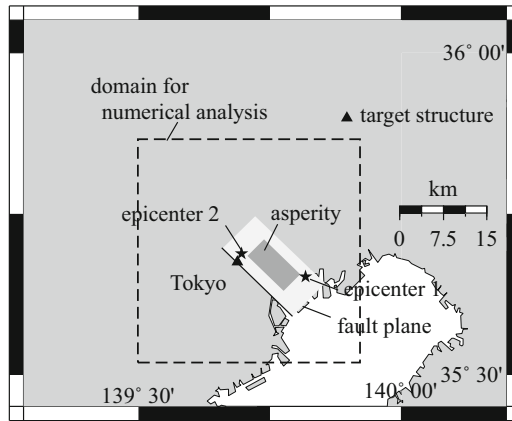 36° 00'
domain for
numerical analysis
▲ target structure
km
epicenter 2
asperity
0 7.5 15
Tokyo
epicenter 1
fault plane
139° 30'
140° 00'
35° 30'